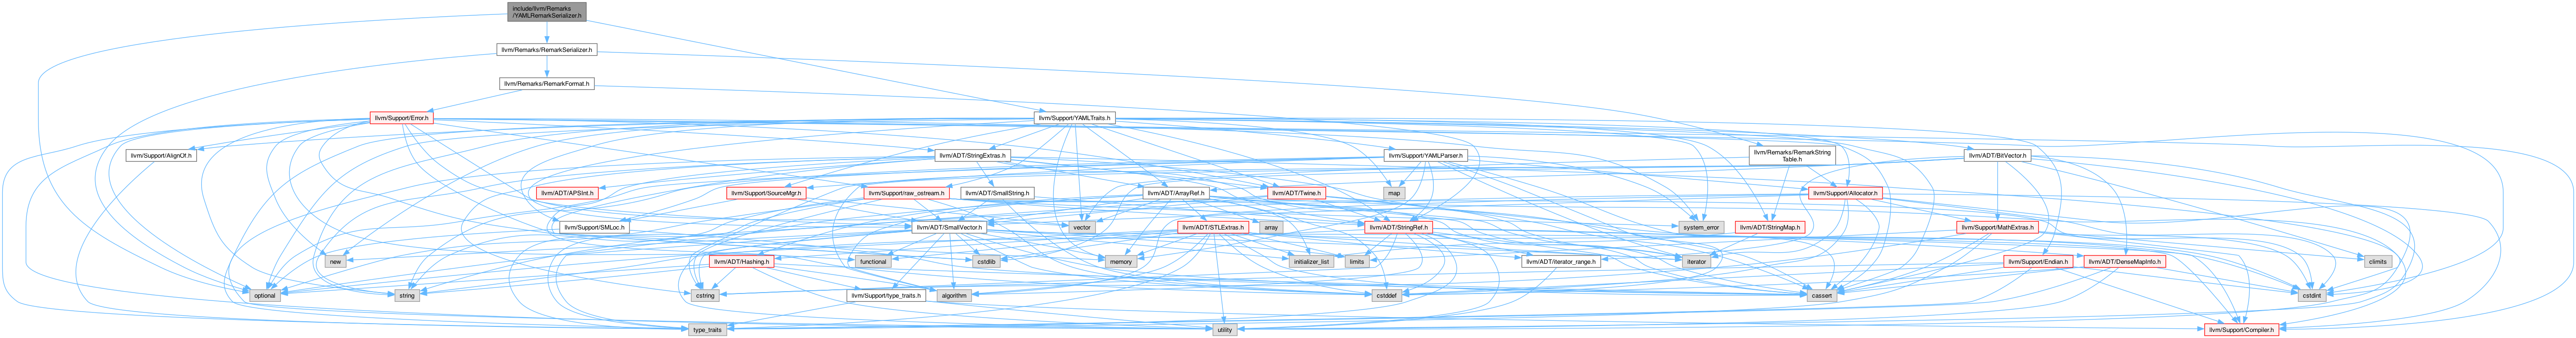 include/llvm/Remarks
/YAMLRemarkSerializer.h
llvm/Remarks/RemarkSerializer.h
llvm/Remarks/RemarkFormat.h
llvm/Support/Error.h
llvm/Support/YAMLTraits.h
llvm/Support/AlignOf.h
llvm/ADT/StringExtras.h
llvm/Support/YAMLParser.h
llvm/Remarks/RemarkString
Table.h
llvm/ADT/BitVector.h
llvm/ADT/APSInt.h
llvm/Support/SourceMgr.h
llvm/Support/raw_ostream.h
llvm/ADT/SmallString.h
llvm/ADT/ArrayRef.h
llvm/ADT/Twine.h
map
llvm/Support/Allocator.h
llvm/Support/SMLoc.h
llvm/ADT/SmallVector.h
vector
llvm/ADT/STLExtras.h
array
llvm/ADT/StringRef.h
system_error
llvm/ADT/StringMap.h
llvm/Support/MathExtras.h
new
llvm/ADT/Hashing.h
functional
cstdlib
memory
initializer_list
limits
llvm/ADT/iterator_range.h
iterator
llvm/Support/Endian.h
llvm/ADT/DenseMapInfo.h
climits
optional
string
cstring
llvm/Support/type_traits.h
algorithm
cstddef
cassert
cstdint
type_traits
utility
llvm/Support/Compiler.h